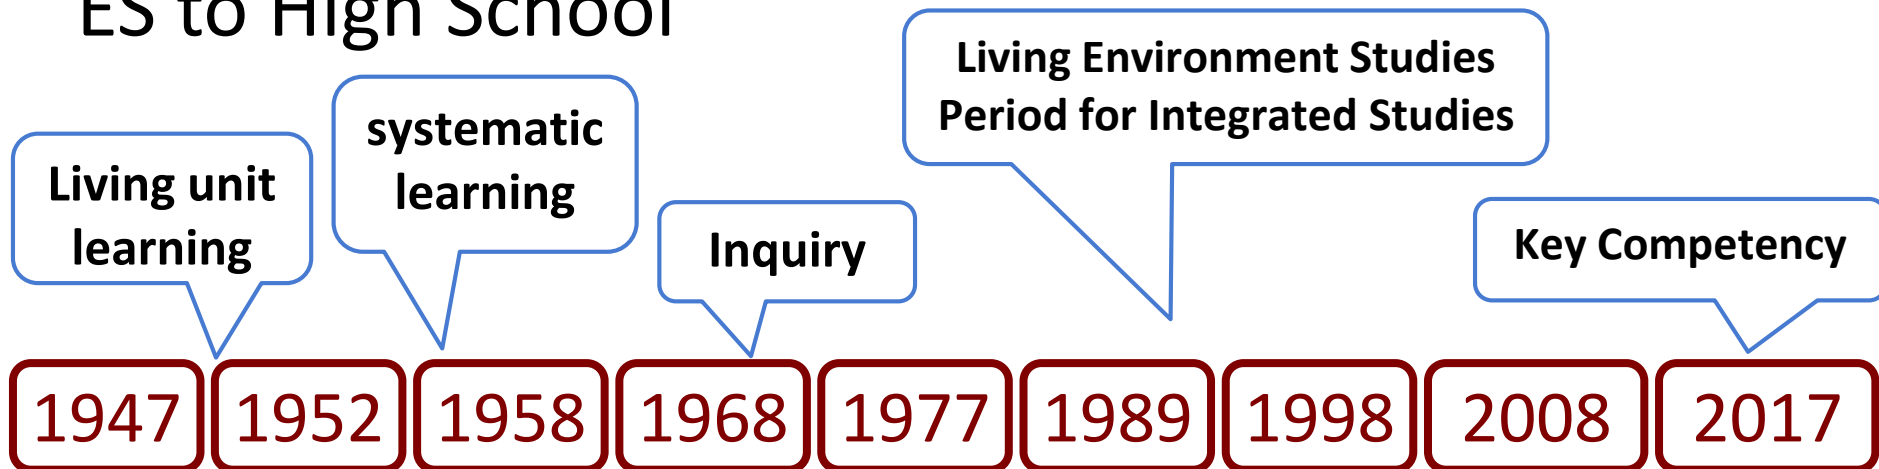 ES to High School
Living Environment Studies
Period for Integrated Studies
systematic
learning
Living unit
learning
Inquiry
Key Competency
1947 1952 1958 1968 1977 1989 1998 2008 2017